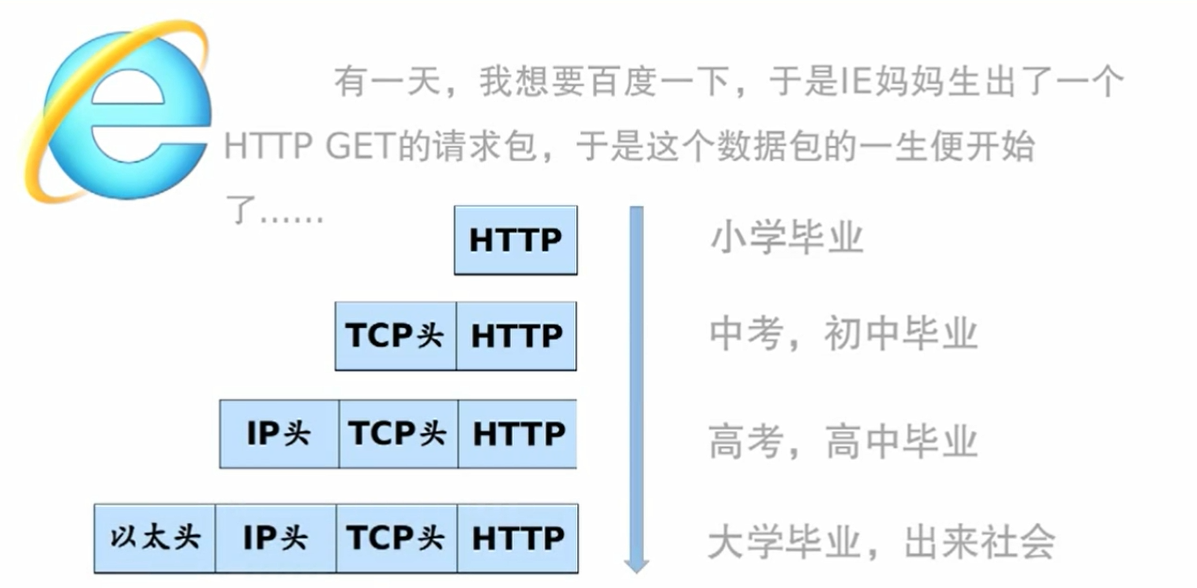 有一天，我想要百度一下，于是IE妈妈生出了一个
HTTP GET的请求包，于是这个数据包的一生便开始
了……
HTTP
小学毕业
TCP头 HTTP
中考，初中毕业
IP头 TCP头 HTTP
高考，高中毕业
以太头 IP头 TCP头 HTTP
大学毕业，出来社会